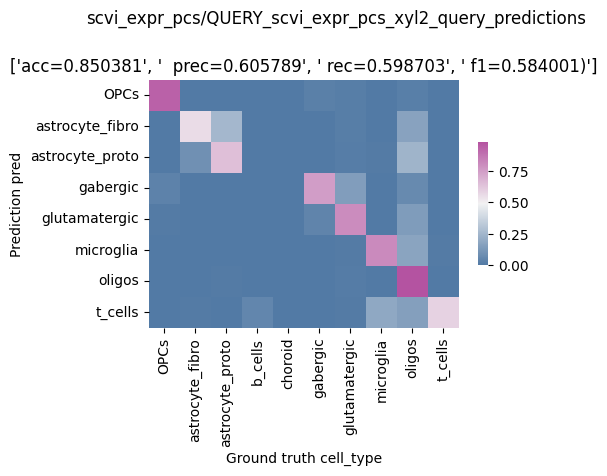 scvi_expr_pcs/QUERY_scvi_expr_pcs_xyl2_query_predictions
['acc=0.850381', '  prec=0.605789', ' rec=0.598703', ' f1=0.584001)']
Prediction pred
OPCs
astrocyte_fibro
astrocyte_proto
gabergic
glutamatergic
microglia
oligos
t_cells
OPCs
astrocyte_fibro
astrocyte_proto
b_cells
choroid
gabergic
glutamatergic
microglia
oligos
t_cells
Ground truth cell_type
0.75
0.50
0.25
0.00